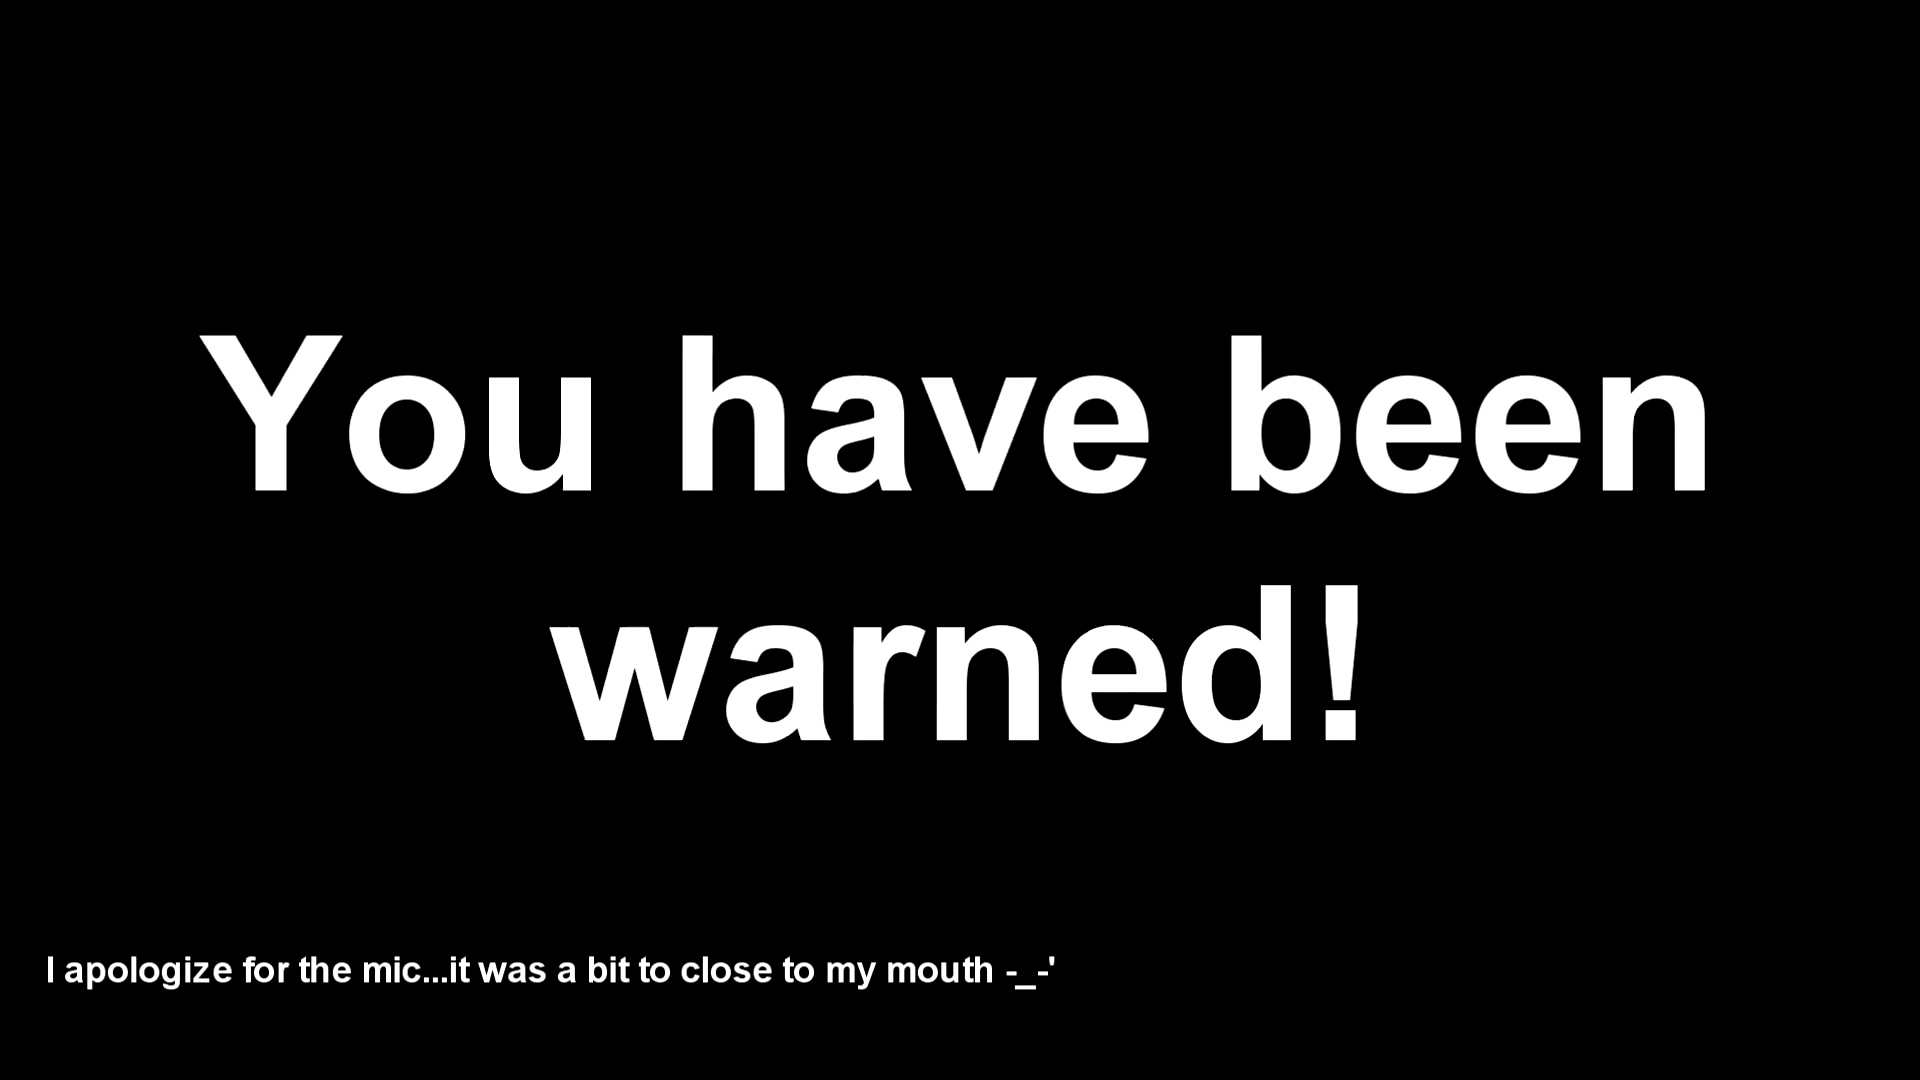 You have been
warned!
I apologize for the mic...it was a bit to close to my mouth -_-'